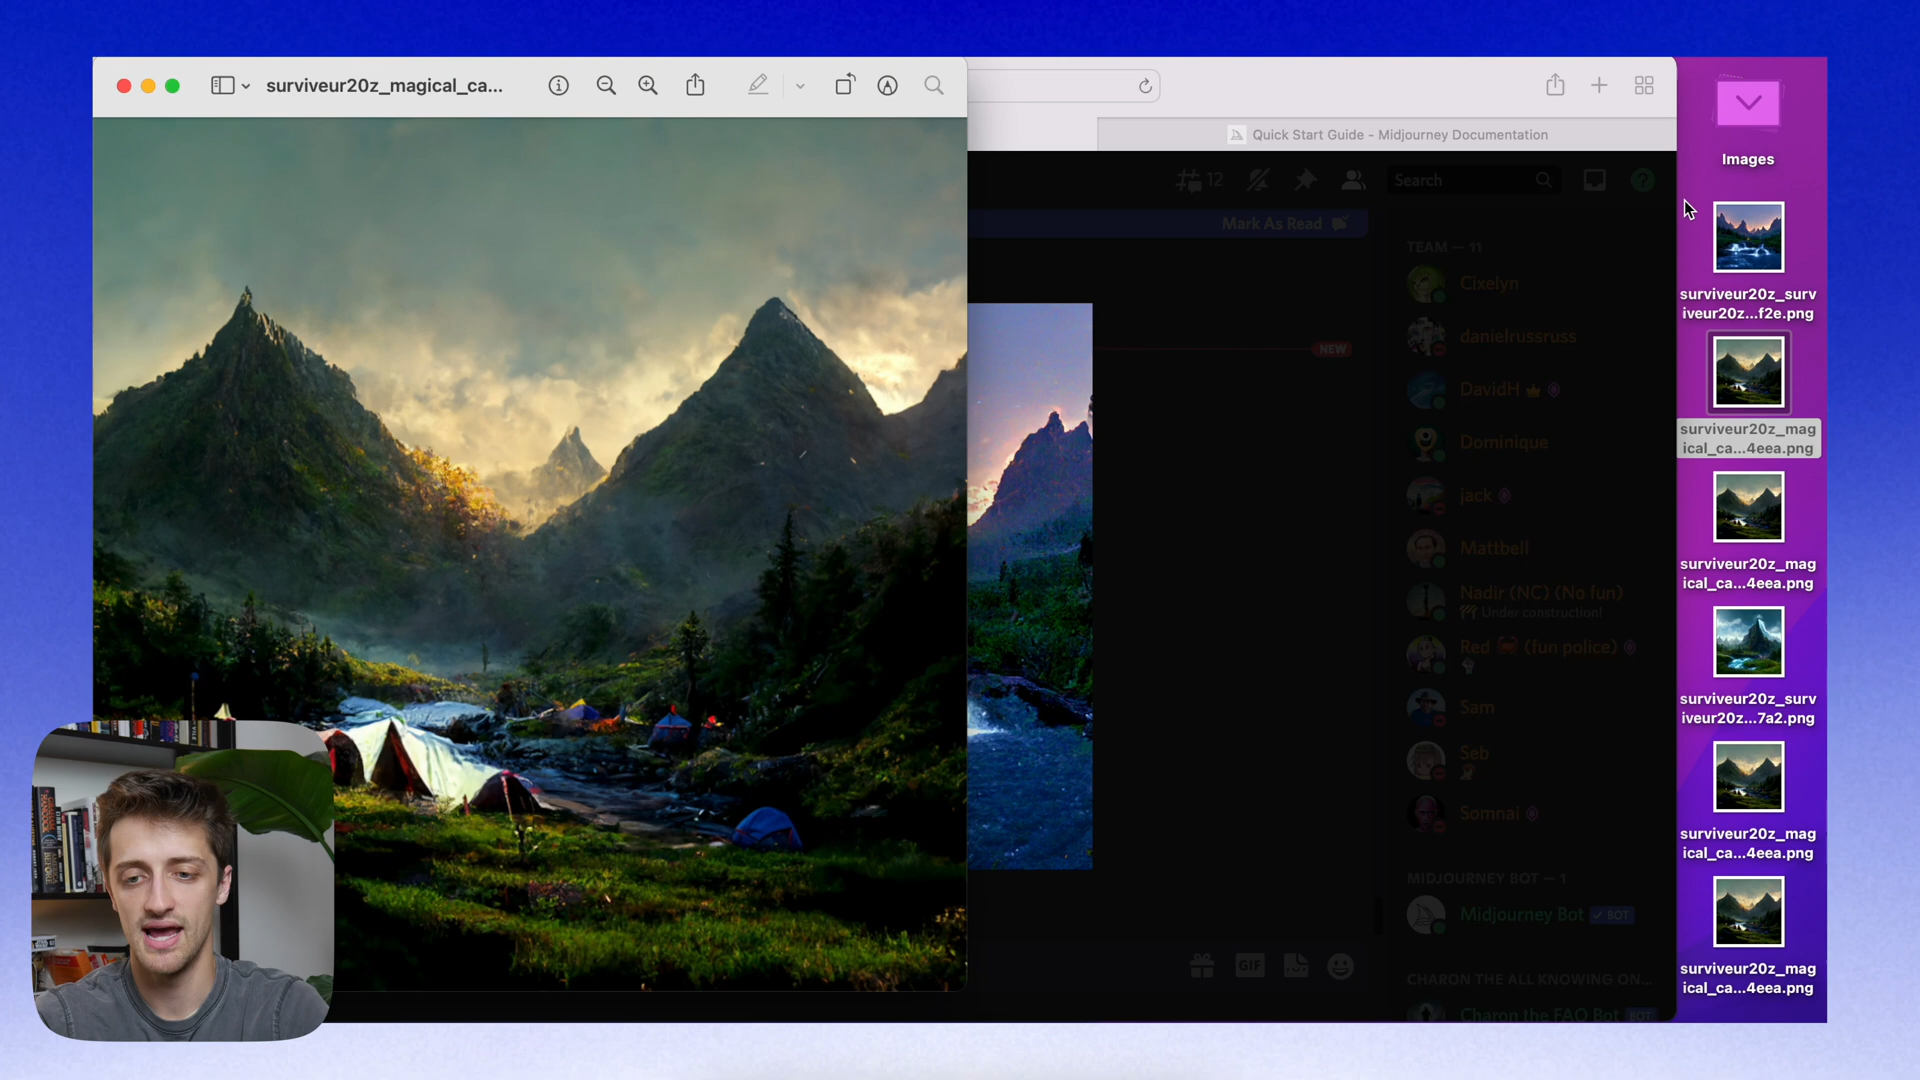 surviveur20z_magical_ca...
Quick Start Guide - Midjourney Documentation
12
Search
Mark As Read
NEW
TEAM — 11
Cixelyn
danielrussruss
DavidH
Dominique
jack
Mattbell
Nadir (NC) (No fun)
Under construction!
Red (fun police)
Sam
Seb
Somnai
MIDJOURNEY BOT — 1
Midjourney Bot BOT
GIF
CHARON THE ALL KNOWING ON...
Charon the FAQ Bot BOT
Images
surviveur20z_surv
iveur20z...f2e.png
surviveur20z_mag
ical_ca...4eea.png
surviveur20z_mag
ical_ca...4eea.png
surviveur20z_surv
iveur20z...7a2.png
surviveur20z_mag
ical_ca...4eea.png
surviveur20z_mag
ical_ca...4eea.png